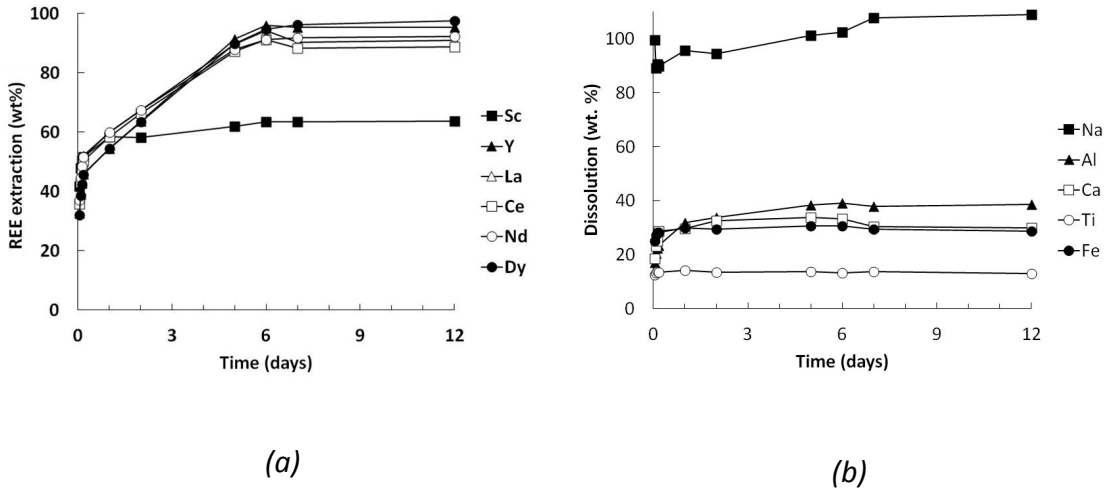 100
80
60
40
20
0
REE extraction (wt%)
0 3 6 9 12
Time (days)
Sc
Y
La
Ce
Nd
Dy
(a)
100
80
60
40
20
0
Dissolution (wt. %)
0 3 6 9 12
Time (days)
Na
Al
Ca
Ti
Fe
(b)